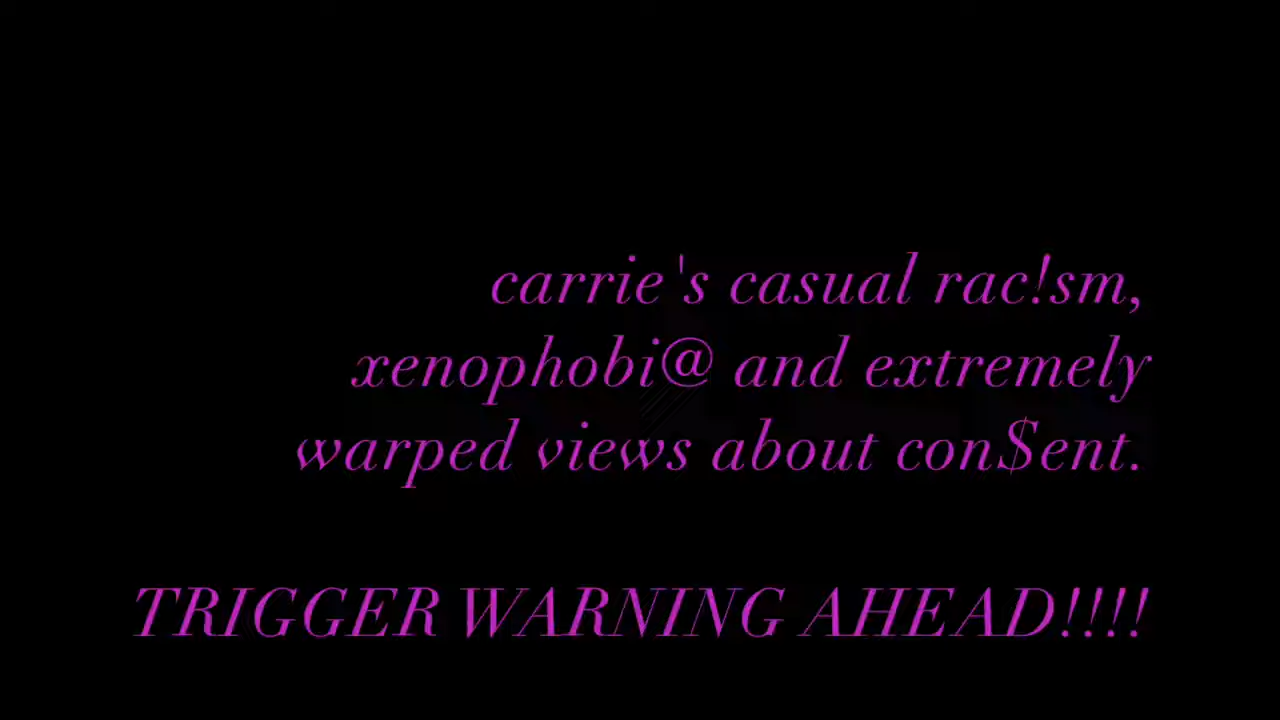 carrie's casual rac!sm,
xenophobi@ and extremely
warped views about con$ent.
TRIGGER WARNING AHEAD!!!!